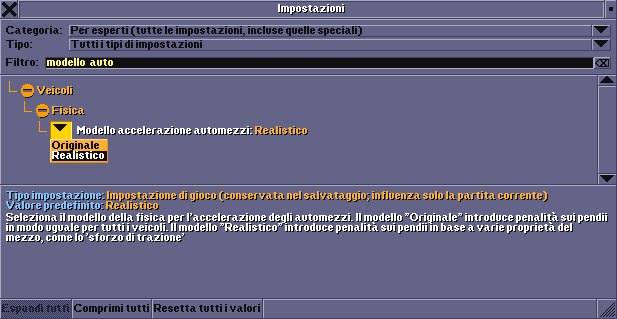 Impostazioni
Categoria: Per esperti (tutte le impostazioni, incluse quelle speciali)
Tipo: Tutti i tipi di impostazioni
Filtro: modello auto
Veicoli
Fisica
Modello accelerazione automezzi: Realistico
Originale
Realistico
Tipo impostazione: Impostazione di gioco (conservata nel salvataggio; influenza solo la partita corrente)
Valore predefinito: Realistico
Seleziona il modello della fisica per l'accelerazione degli automezzi. Il modello "Originale" introduce penalità sui pendii
in modo uguale per tutti i veicoli. Il modello "Realistico" introduce penalità sui pendii in base a varie proprietà del
mezzo, come lo 'sforzo di trazione'
Espandi tutti Comprimi tutti Resetta tutti i valori